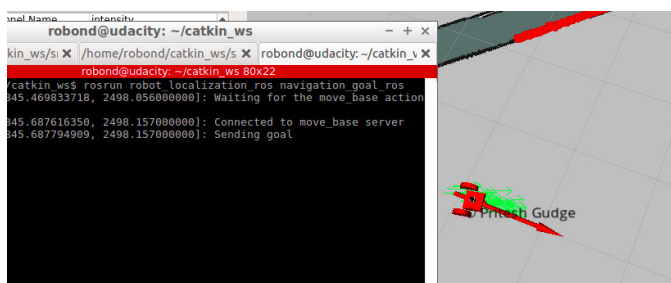 nnel Name intensity
robond@udacity: ~/catkin_ws
kin_ws/s /home/robond/catkin_ws/s robond@udacity: ~/catkin_
robond@udacity: ~/catkin_ws 80x22
/catkin_ws$ rosrun robot_localization_ros navigation_goal_ros
845.469833718, 2498.056000000]: Waiting for the move_base action
845.687616350, 2498.157000000]: Connected to move_base server
845.687794909, 2498.157000000]: Sending goal
© Pritesh Gudge